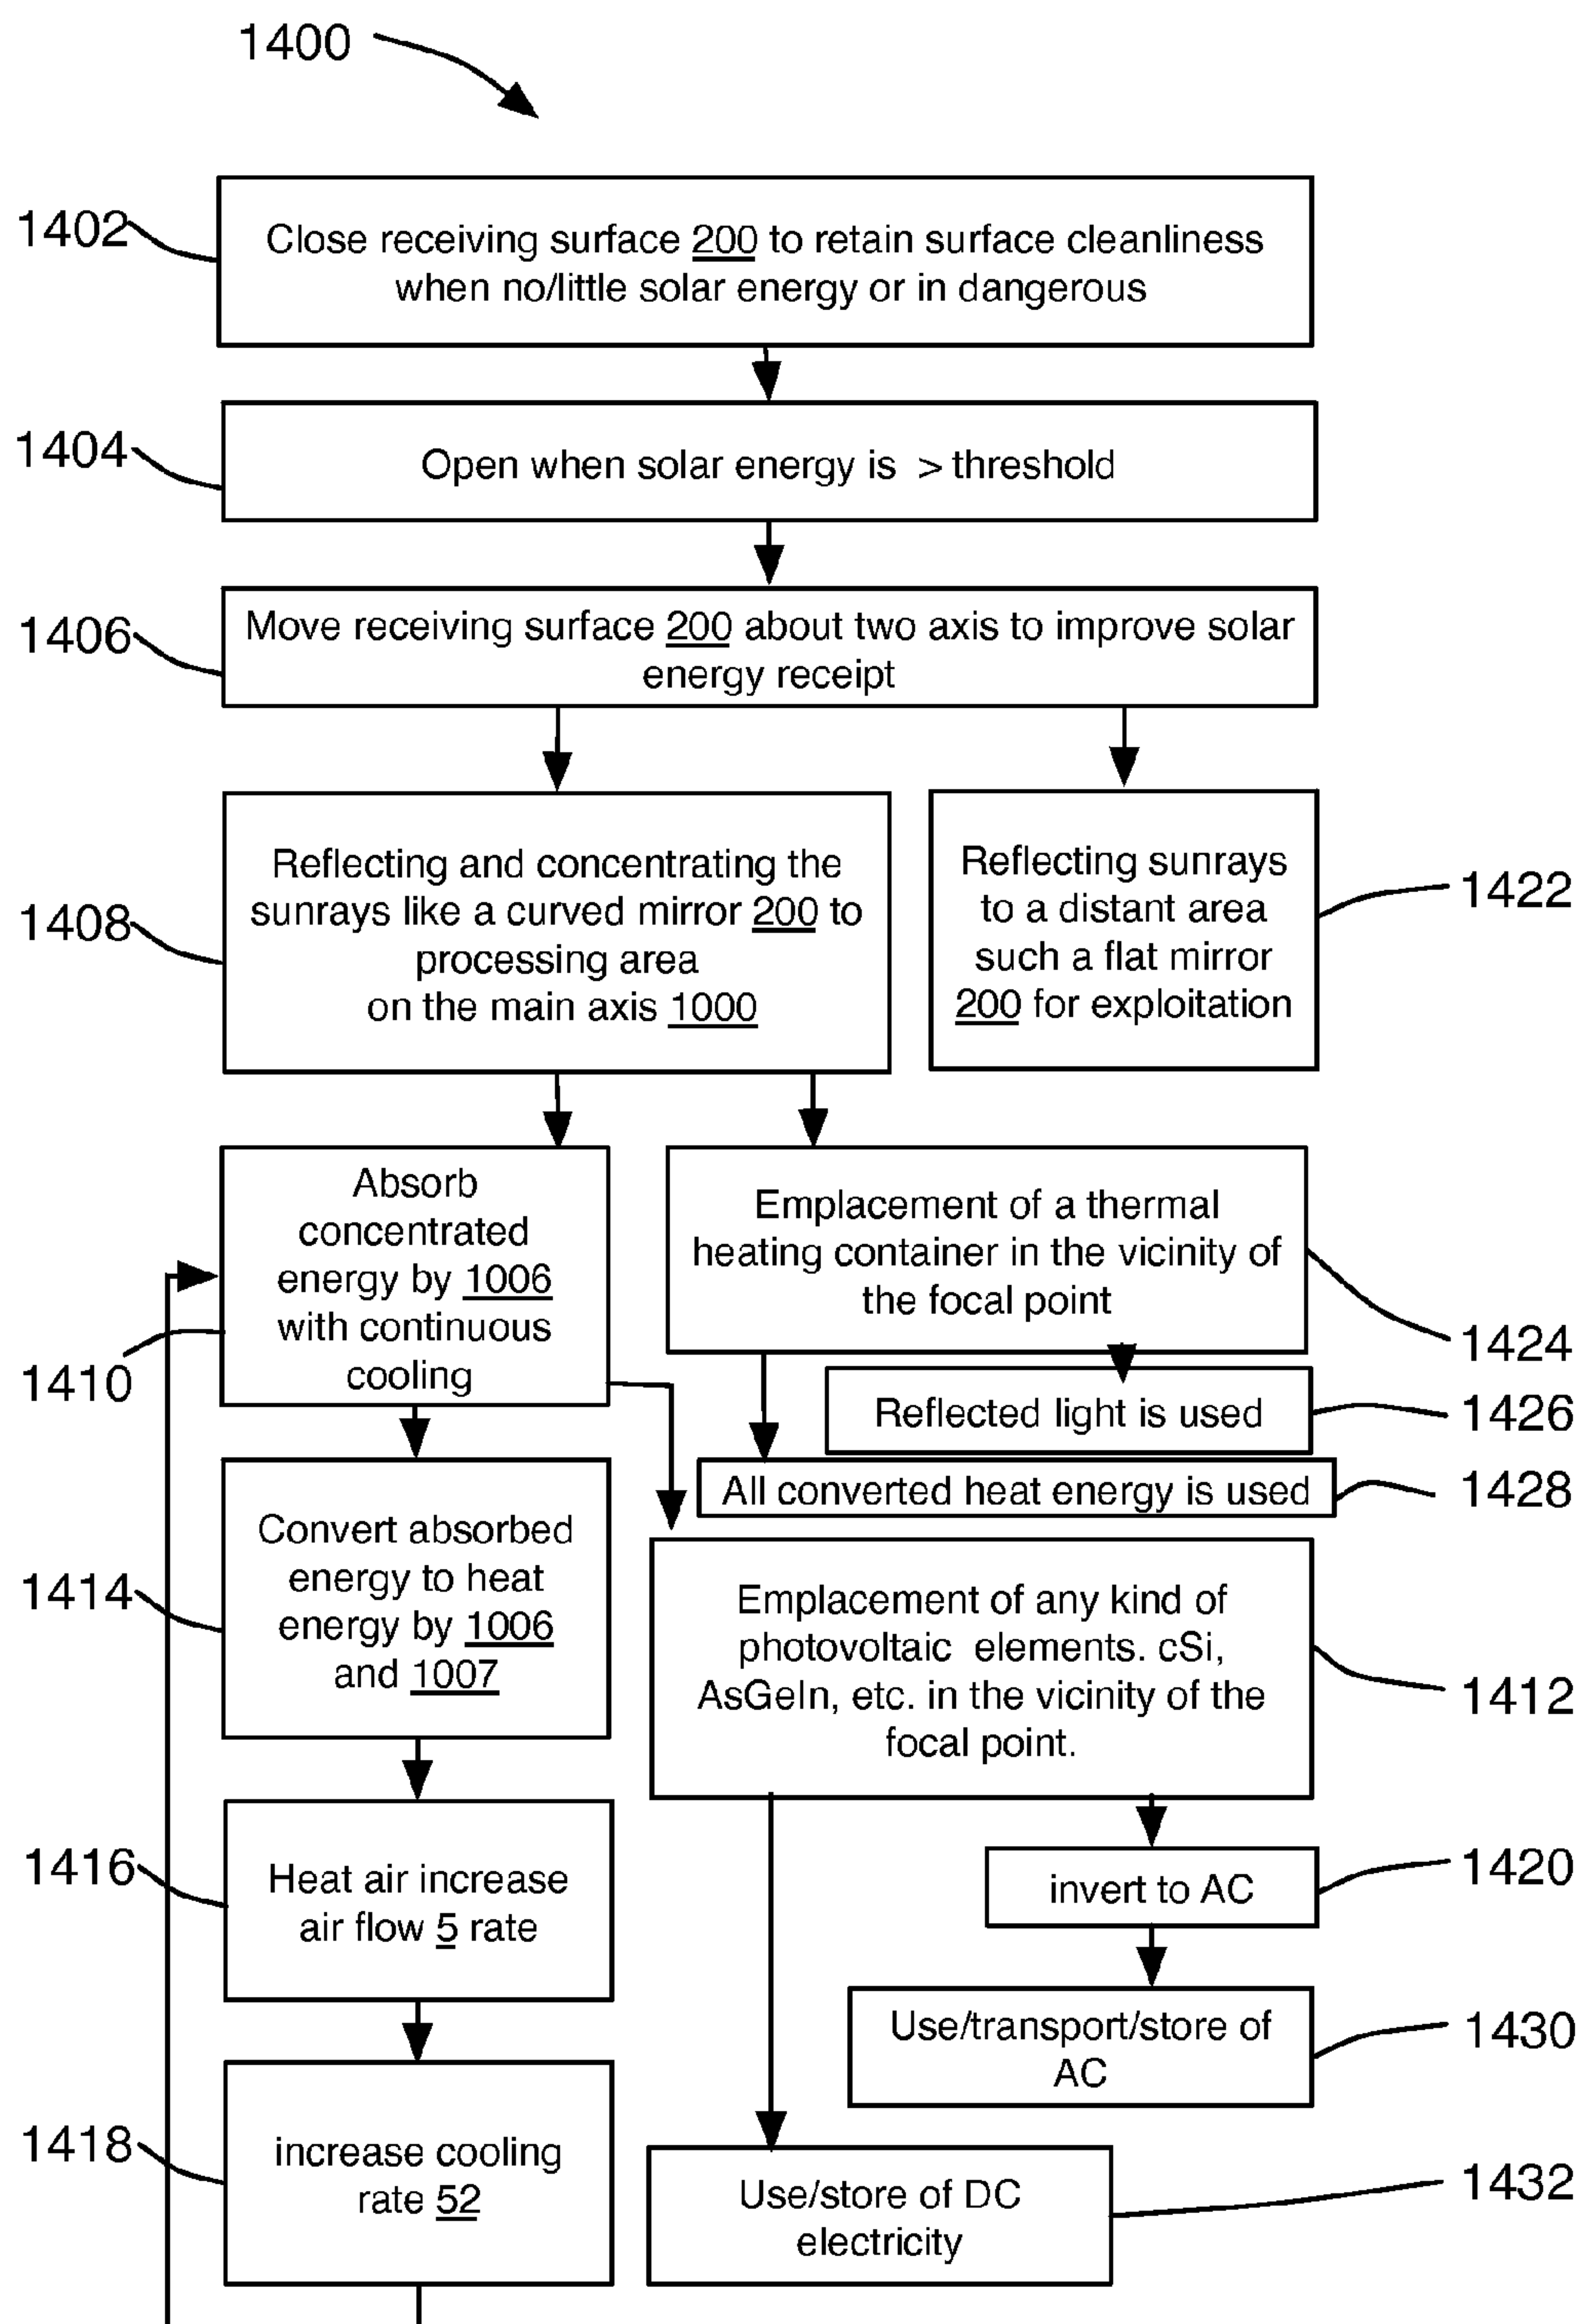 1400
1402
Close receiving surface 200 to retain surface cleanliness
when no/little solar energy or in dangerous
1404
Open when solar energy is > threshold
1406
Move receiving surface 200 about two axis to improve solar
energy receipt
1408
Reflecting and concentrating the
sunrays like a curved mirror 200 to
processing area
on the main axis 1000
Reflecting sunrays
to a distant area
such a flat mirror
200 for exploitation
1422
Absorb
concentrated
energy by 1006
with continuous
cooling
1410
Emplacement of a thermal
heating container in the vicinity of
the focal point
1424
Reflected light is used
1426
All converted heat energy is used
1428
Convert absorbed
energy to heat
energy by 1006
and 1007
1414
Emplacement of any kind of
photovoltaic elements. cSi,
AsGeIn, etc. in the vicinity of the
focal point.
1412
1416
Heat air increase
air flow 5 rate
invert to AC
1420
Use/transport/store of
AC
1430
1418
increase cooling
rate 52
Use/store of DC
electricity
1432